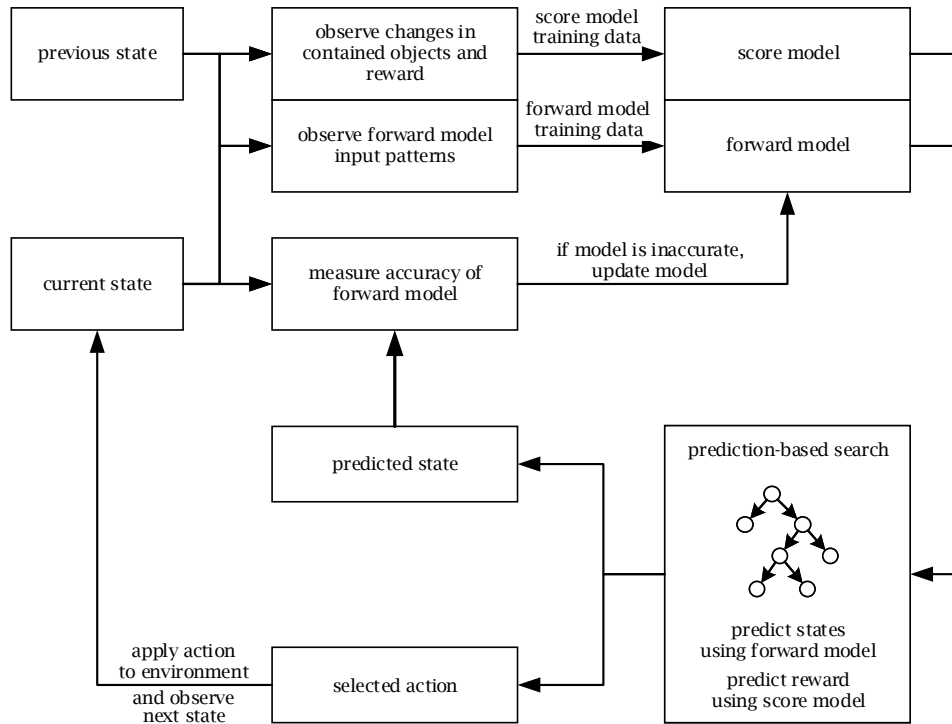 previous state
observe changes in
contained objects and
reward
score model
training data
score model
observe forward model
input patterns
forward model
training data
forward model
current state
measure accuracy of
forward model
if model is inaccurate,
update model
predicted state
prediction-based search
predict states
using forward model
predict reward
using score model
apply action
to environment
and observe
next state
selected action